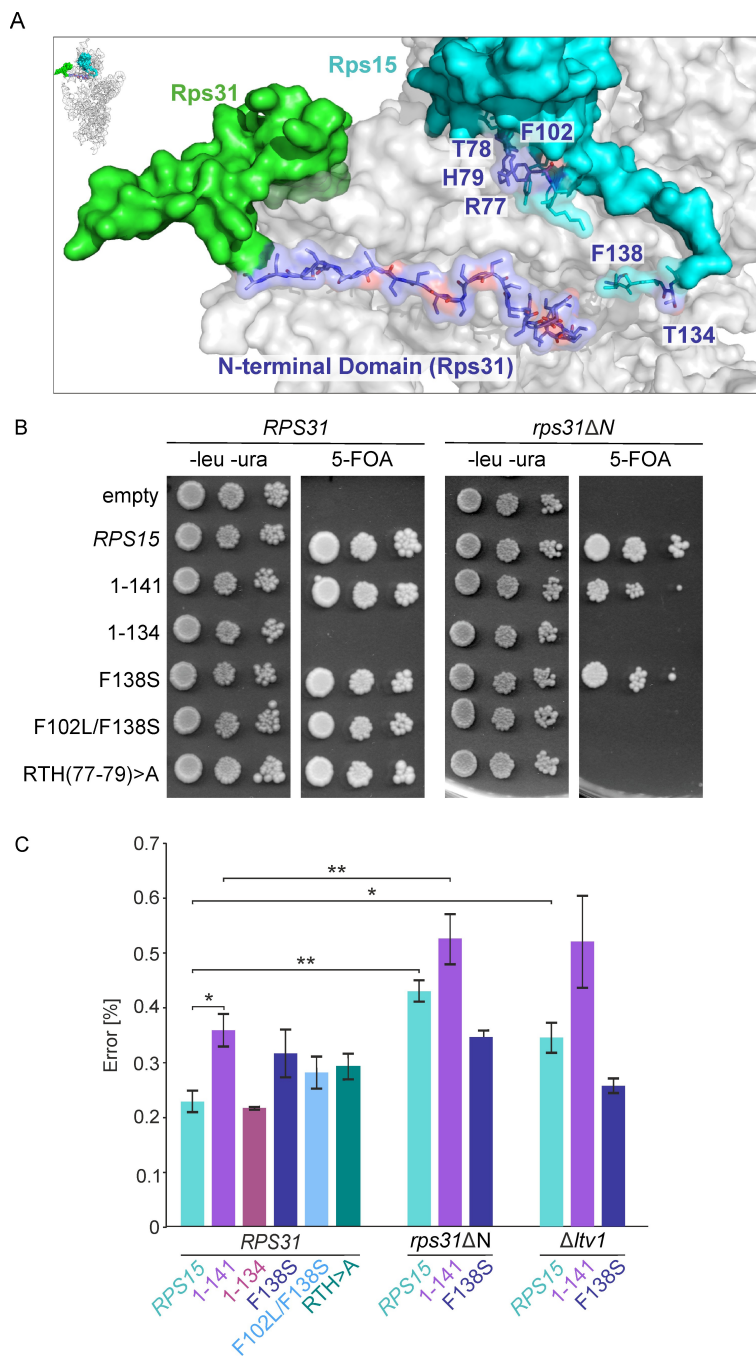 A
Rps31
Rps15
F102
T78
H79
R77
F138
T134
N-terminal Domain (Rps31)
B
RPS31
rps31ΔN
-leu -ura
5-FOA
-leu -ura
5-FOA
empty
RPS15
1-141
1-134
F138S
F102L/F138S
RTH(77-79)>A
C
Error [%]
0.7
0.6
0.5
0.4
0.3
0.2
0.1
0
**
*
**
*
RPS31
rps31ΔN
Δltv1
RPS15
1-141
1-134
F138S
F102L/F138S
RTH>A
RPS15
1-141
F138S
RPS15
1-141
F138S